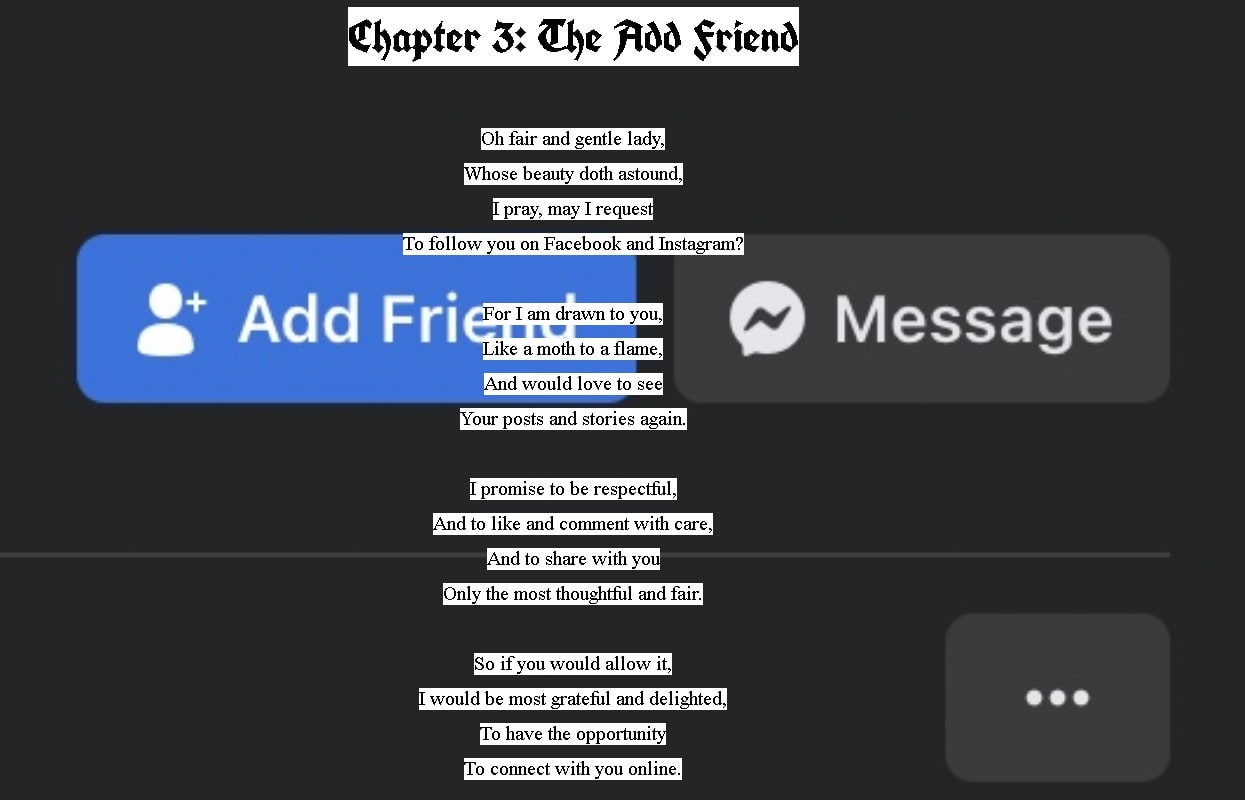 Chapter 3: The Add Friend
Oh fair and gentle lady,
Whose beauty doth astound,
I pray, may I request
To follow you on Facebook and Instagram?
Add Friend
Message
For I am drawn to you,
Like a moth to a flame,
And would love to see
Your posts and stories again.
I promise to be respectful,
And to like and comment with care,
And to share with you
Only the most thoughtful and fair.
So if you would allow it,
I would be most grateful and delighted,
To have the opportunity
To connect with you online.